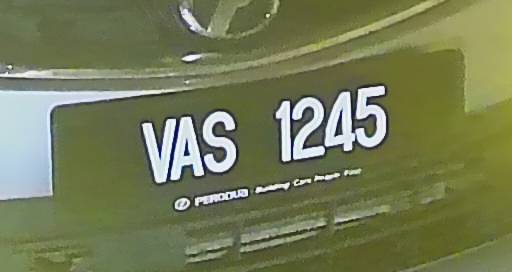 VAS 1245
PERODUA Building Cars People First